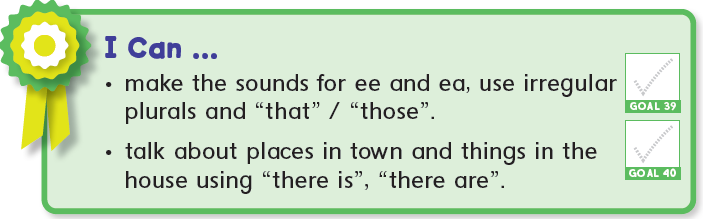 I Can ...
• make the sounds for ee and ea, use irregular
plurals and “that” / “those”.
GOAL 39
• talk about places in town and things in the
house using “there is”, “there are”.
GOAL 40